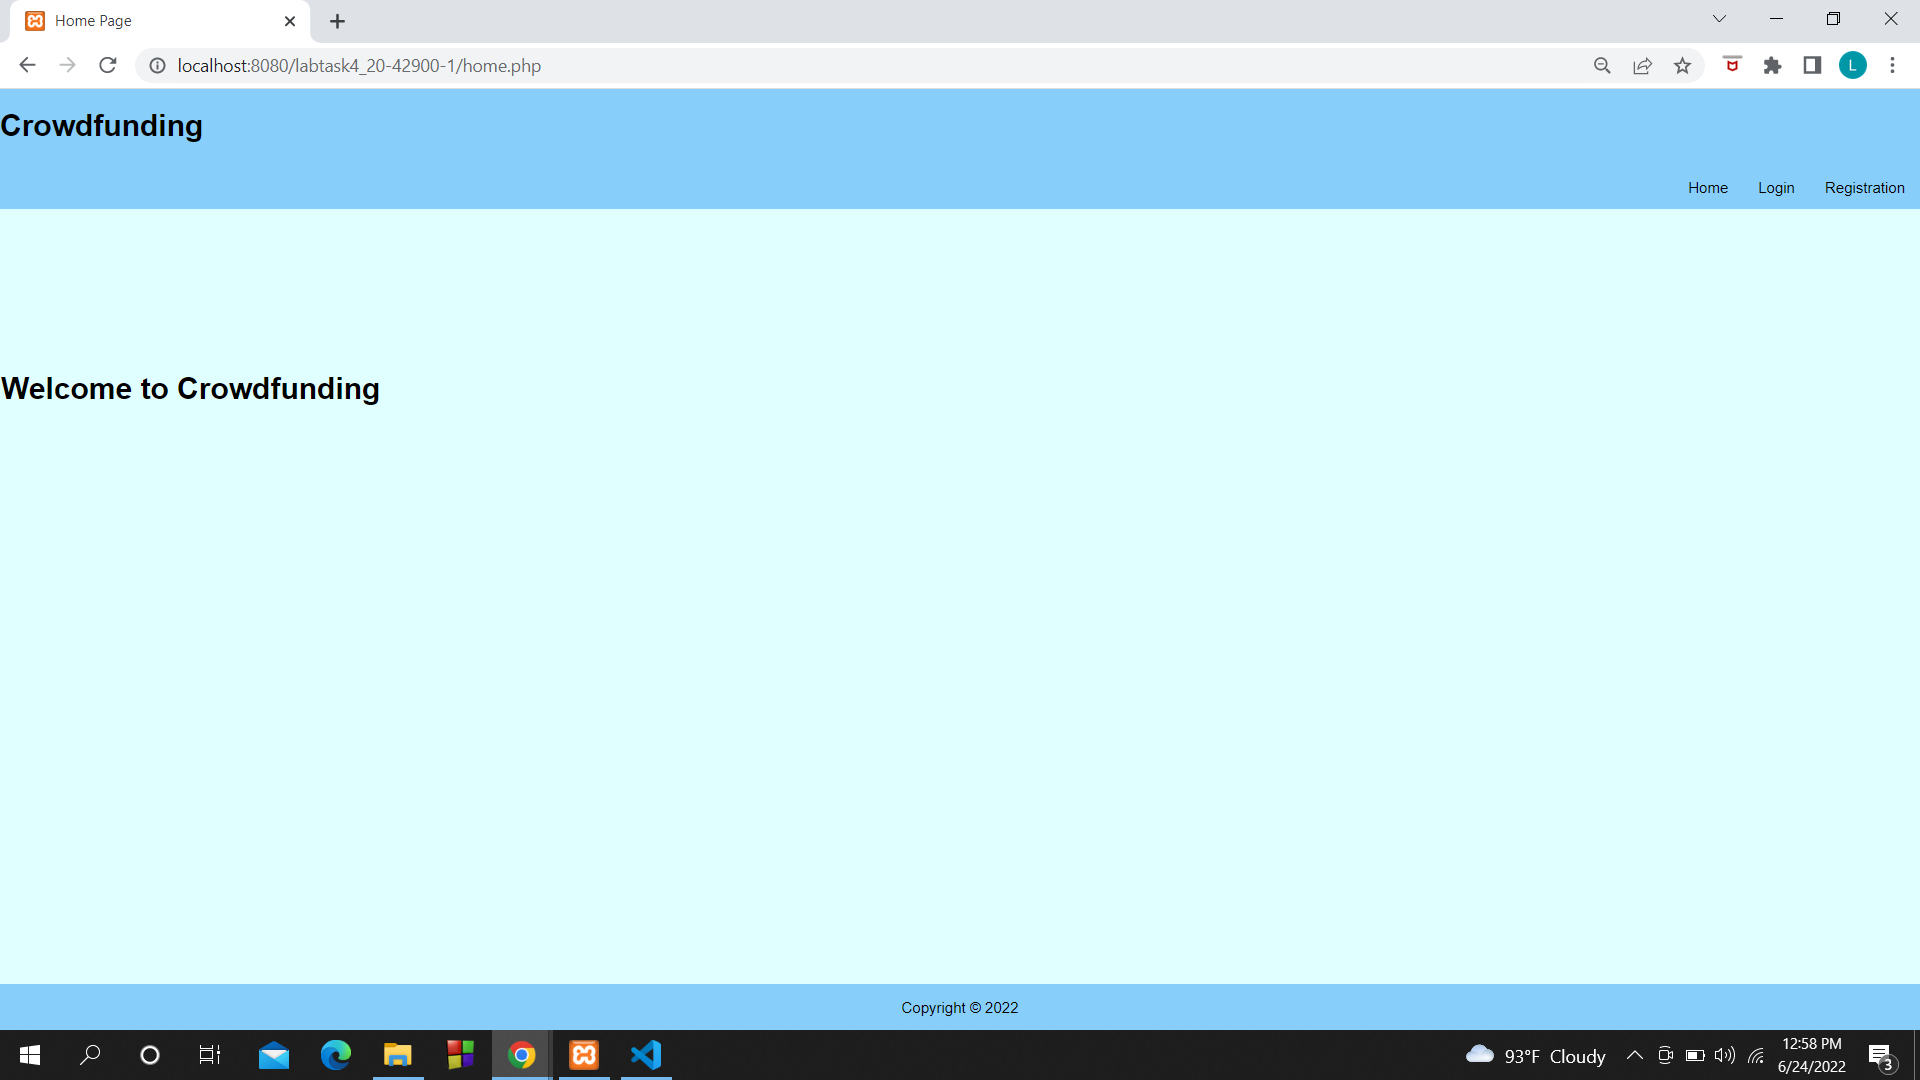 Home Page
localhost:8080/labtask4_20-42900-1/home.php
L
Crowdfunding
Home Login Registration
Welcome to Crowdfunding
Copyright © 2022
93°F Cloudy
12:58 PM
6/24/2022
3